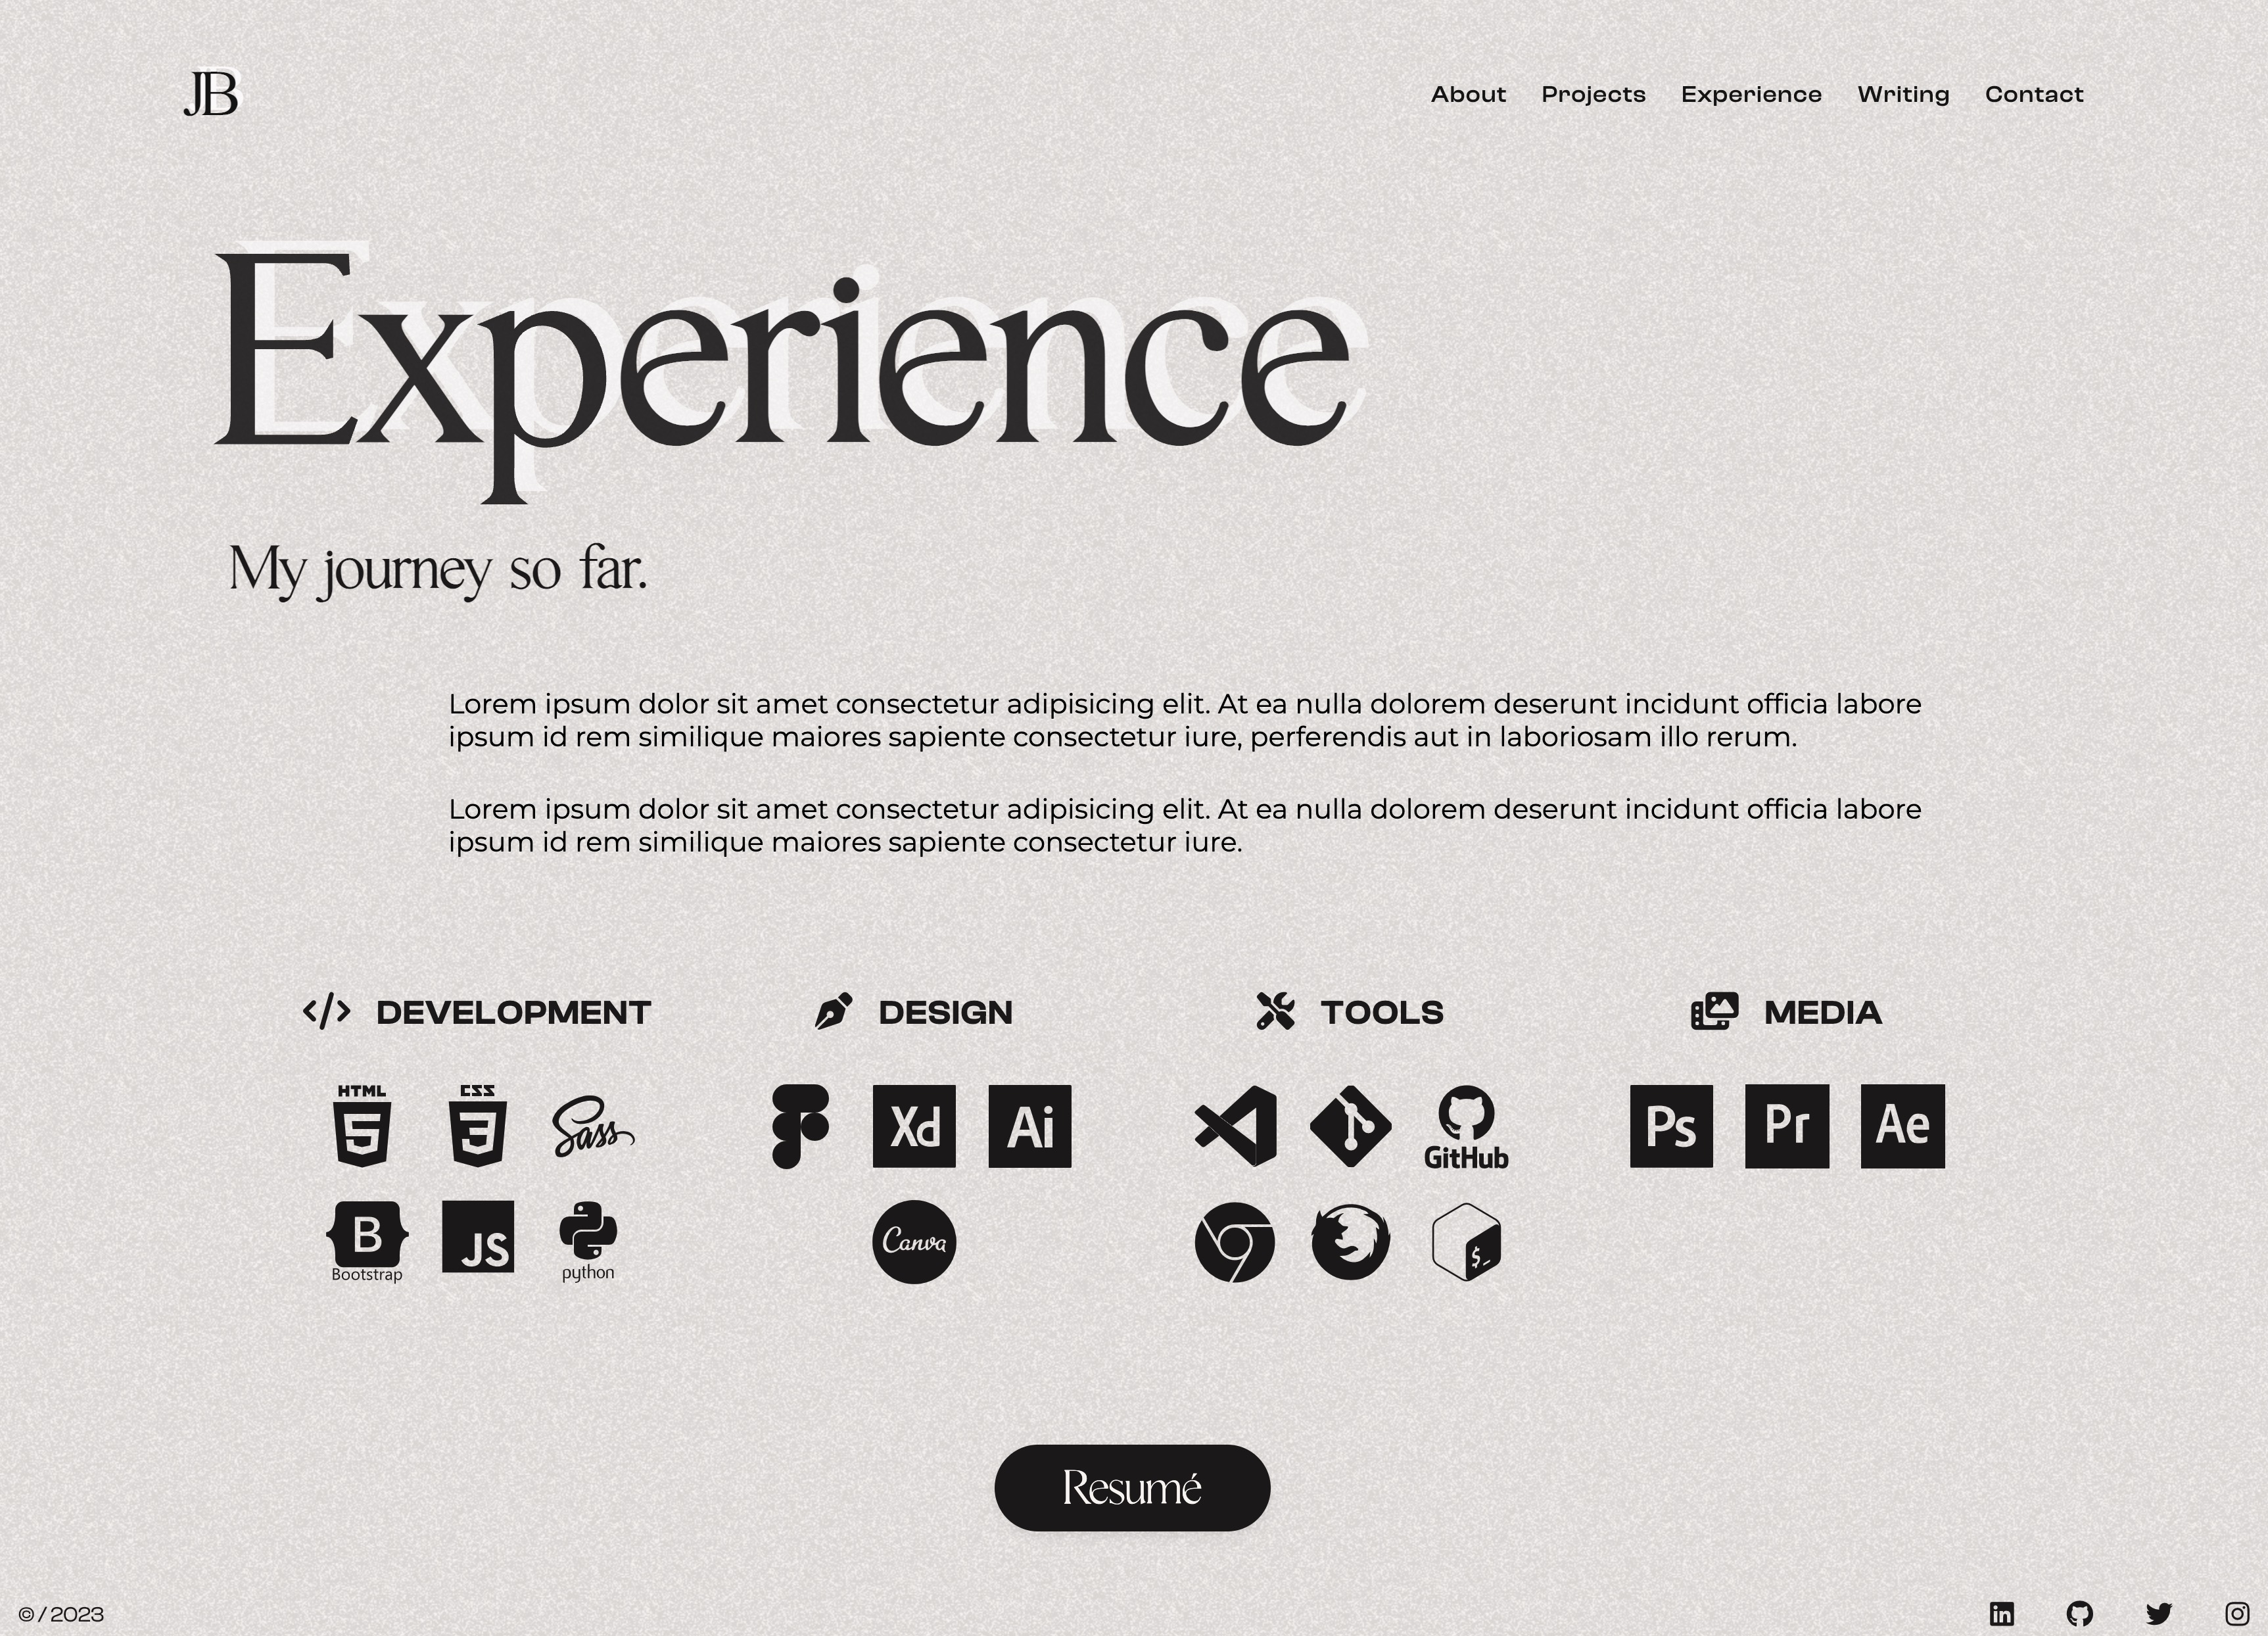 JB
About Projects Experience Writing Contact
Experience
My journey so far.
Lorem ipsum dolor sit amet consectetur adipisicing elit. At ea nulla dolorem deserunt incidunt officia labore
ipsum id rem similique maiores sapiente consectetur iure, perferendis aut in laboriosam illo rerum.
Lorem ipsum dolor sit amet consectetur adipisicing elit. At ea nulla dolorem deserunt incidunt officia labore
ipsum id rem similique maiores sapiente consectetur iure.
</> DEVELOPMENT
HTML 5
CSS 3
Sass
B Bootstrap
JS
python
DESIGN
Xd
Ai
Canva
TOOLS
GitHub
$_
MEDIA
Ps
Pr
Ae
Resumé
© / 2023
in